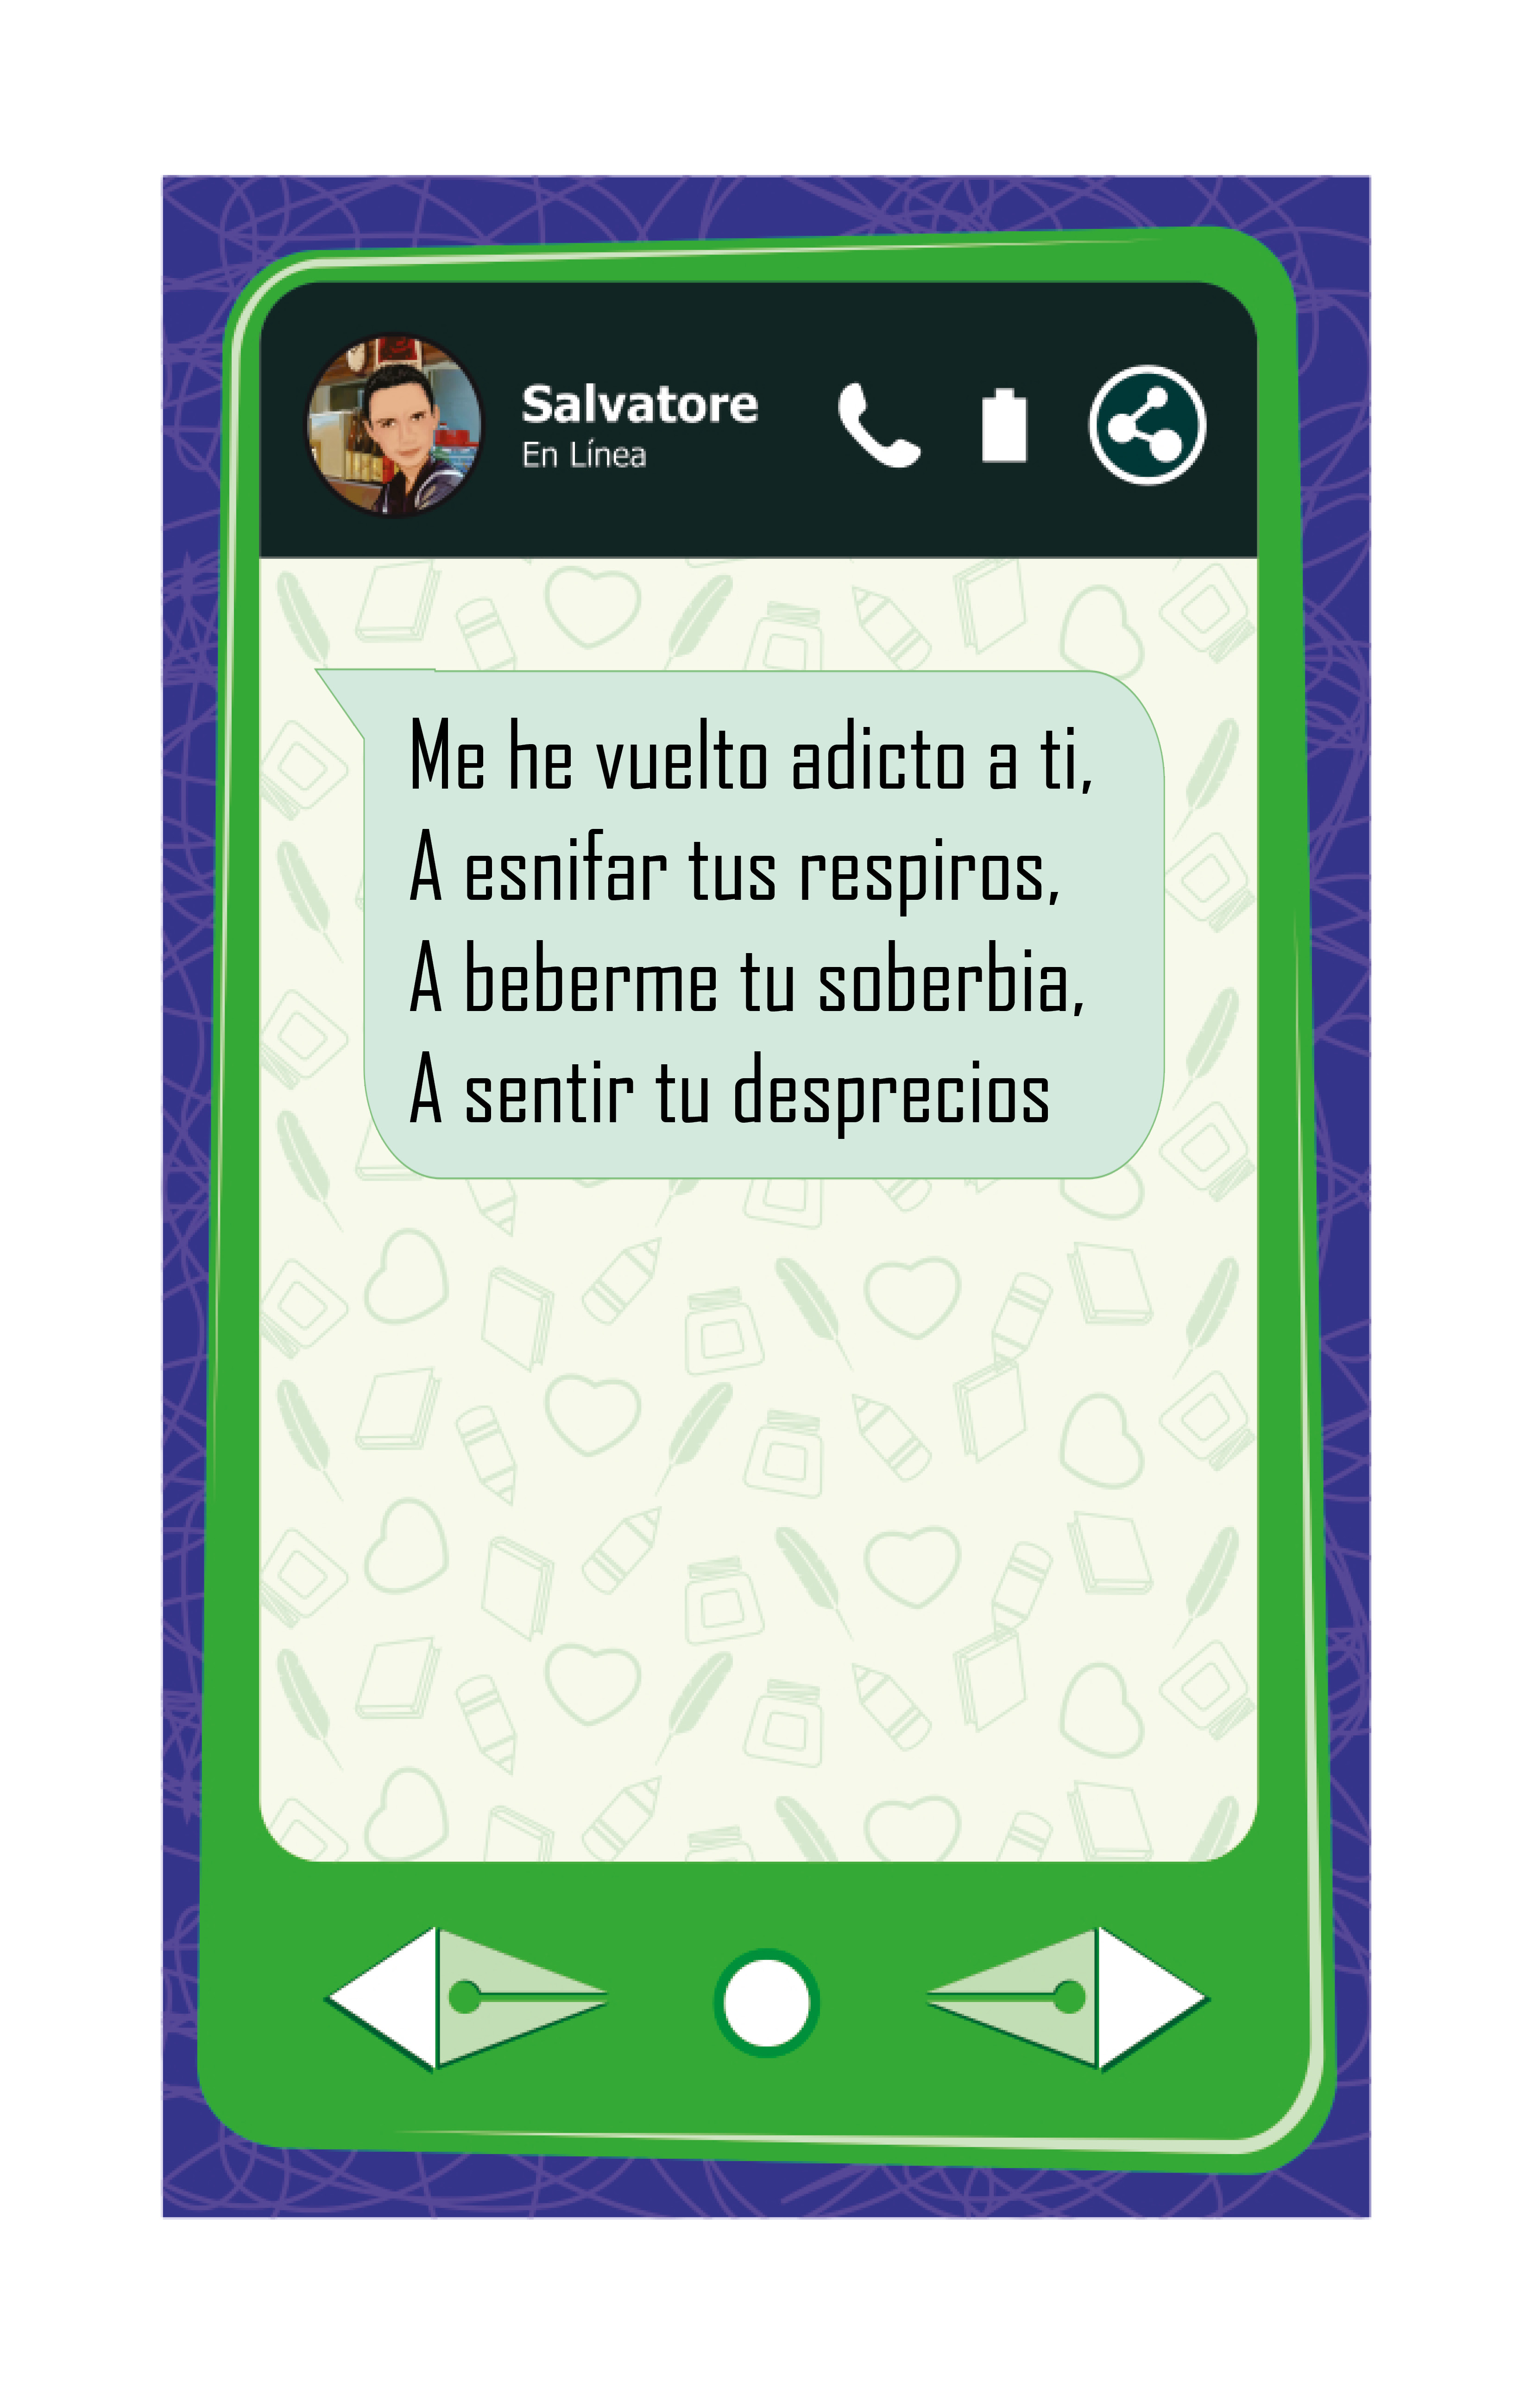 Salvatore
En Línea
Me he vuelto adicto a ti,
A esnifar tus respiros,
A beberme tu soberbia,
A sentir tu desprecios